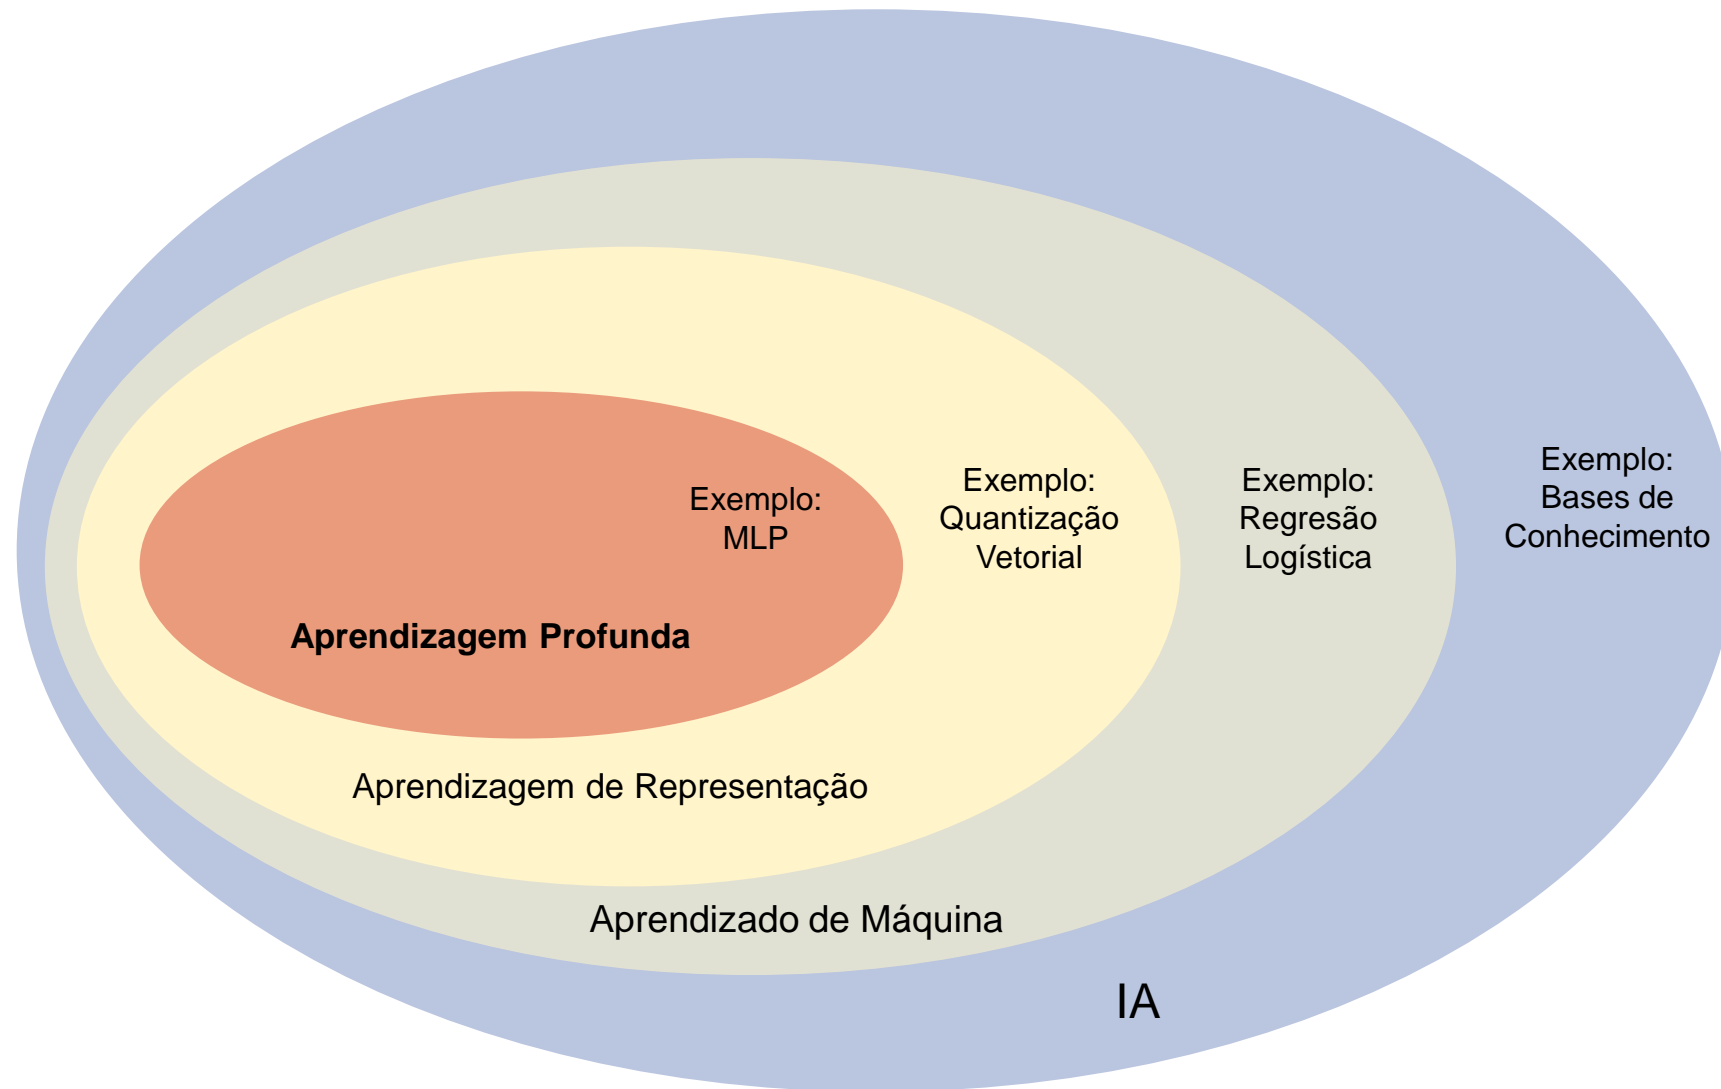 Exemplo:
MLP
Aprendizagem Profunda
Exemplo:
Quantização
Vetorial
Aprendizagem de Representação
Exemplo:
Regresão
Logística
Aprendizado de Máquina
Exemplo:
Bases de
Conhecimento
IA